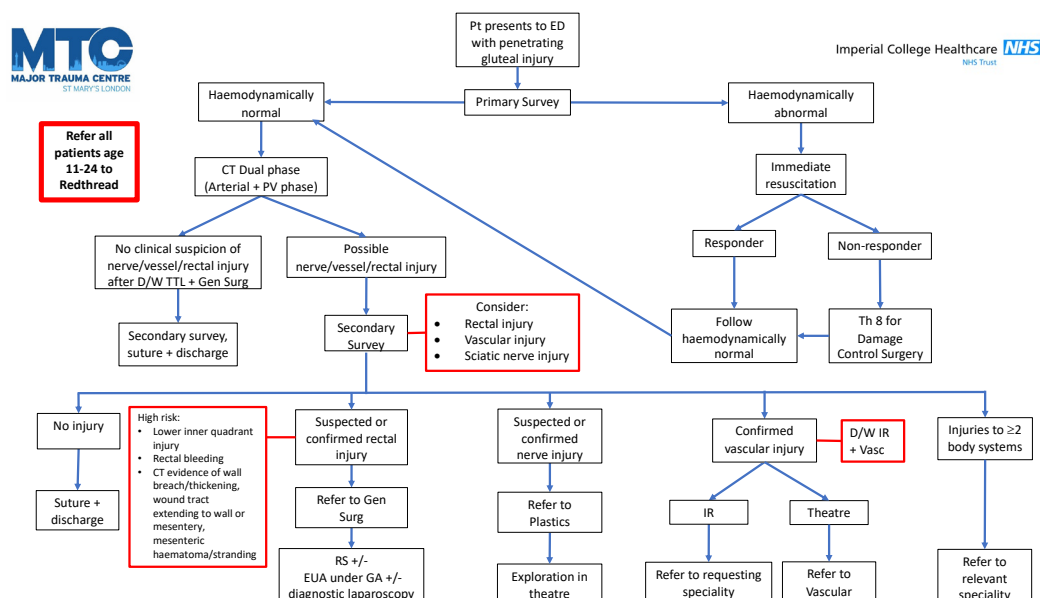 MTC
MAJOR TRAUMA CENTRE
ST MARY'S LONDON
Pt presents to ED
with penetrating
gluteal injury
Imperial College Healthcare NHS
NHS Trust
Haemodynamically
normal
Primary Survey
Haemodynamically
abnormal
Refer all
patients age
11-24 to
Redthread
CT Dual phase
(Arterial + PV phase)
Immediate
resuscitation
No clinical suspicion of
nerve/vessel/rectal injury
after D/W TTL + Gen Surg
Possible
nerve/vessel/rectal injury
Responder
Non-responder
Secondary survey,
suture + discharge
Secondary
Survey
Consider:
• Rectal injury
• Vascular injury
• Sciatic nerve injury
Follow
haemodynamically
normal
Th 8 for
Damage
Control Surgery
No injury
High risk:
• Lower inner quadrant
injury
• Rectal bleeding
• CT evidence of wall
breach/thickening,
wound tract
extending to wall or
mesentery,
mesenteric
haematoma/stranding
Suspected or
confirmed rectal
injury
Suspected or
confirmed
nerve injury
Confirmed
vascular injury
D/W IR
+ Vasc
Injuries to ≥2
body systems
Suture +
discharge
Refer to Gen
Surg
Refer to
Plastics
IR
Theatre
RS +/-
EUA under GA +/-
diagnostic laparoscopy
Exploration in
theatre
Refer to requesting
speciality
Refer to
Vascular
Refer to
relevant
speciality